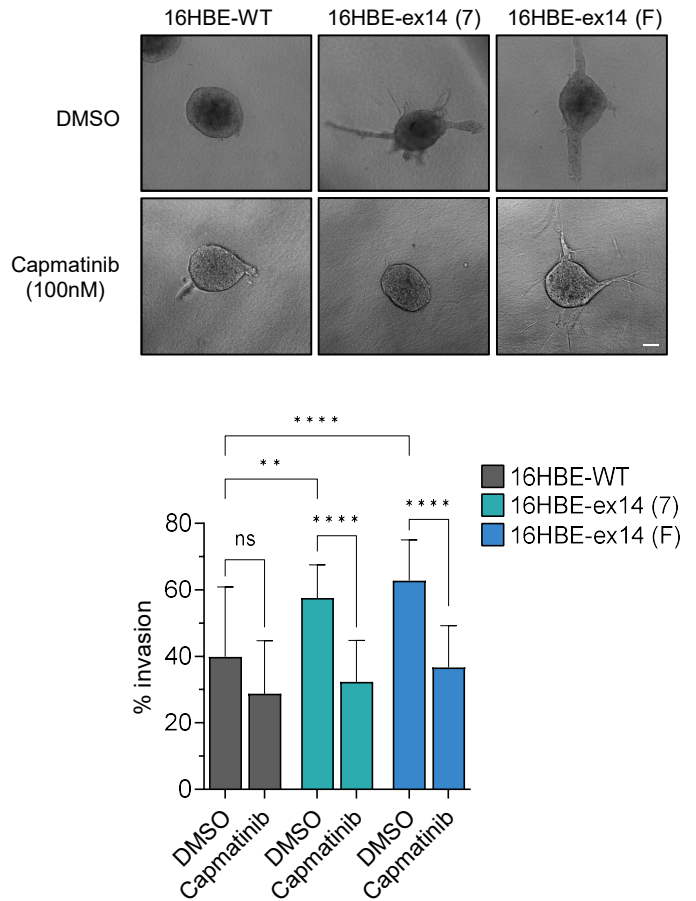 16HBE-WT 16HBE-ex14 (7) 16HBE-ex14 (F)
DMSO
Capmatinib
(100nM)
****
**
16HBE-WT
16HBE-ex14 (7)
16HBE-ex14 (F)
ns
****
****
% invasion
80
60
40
20
0
DMSO
Capmatinib
DMSO
Capmatinib
DMSO
Capmatinib